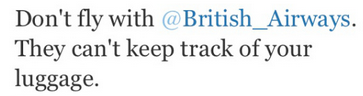 Don't fly with @British_Airways.
They can't keep track of your
luggage.